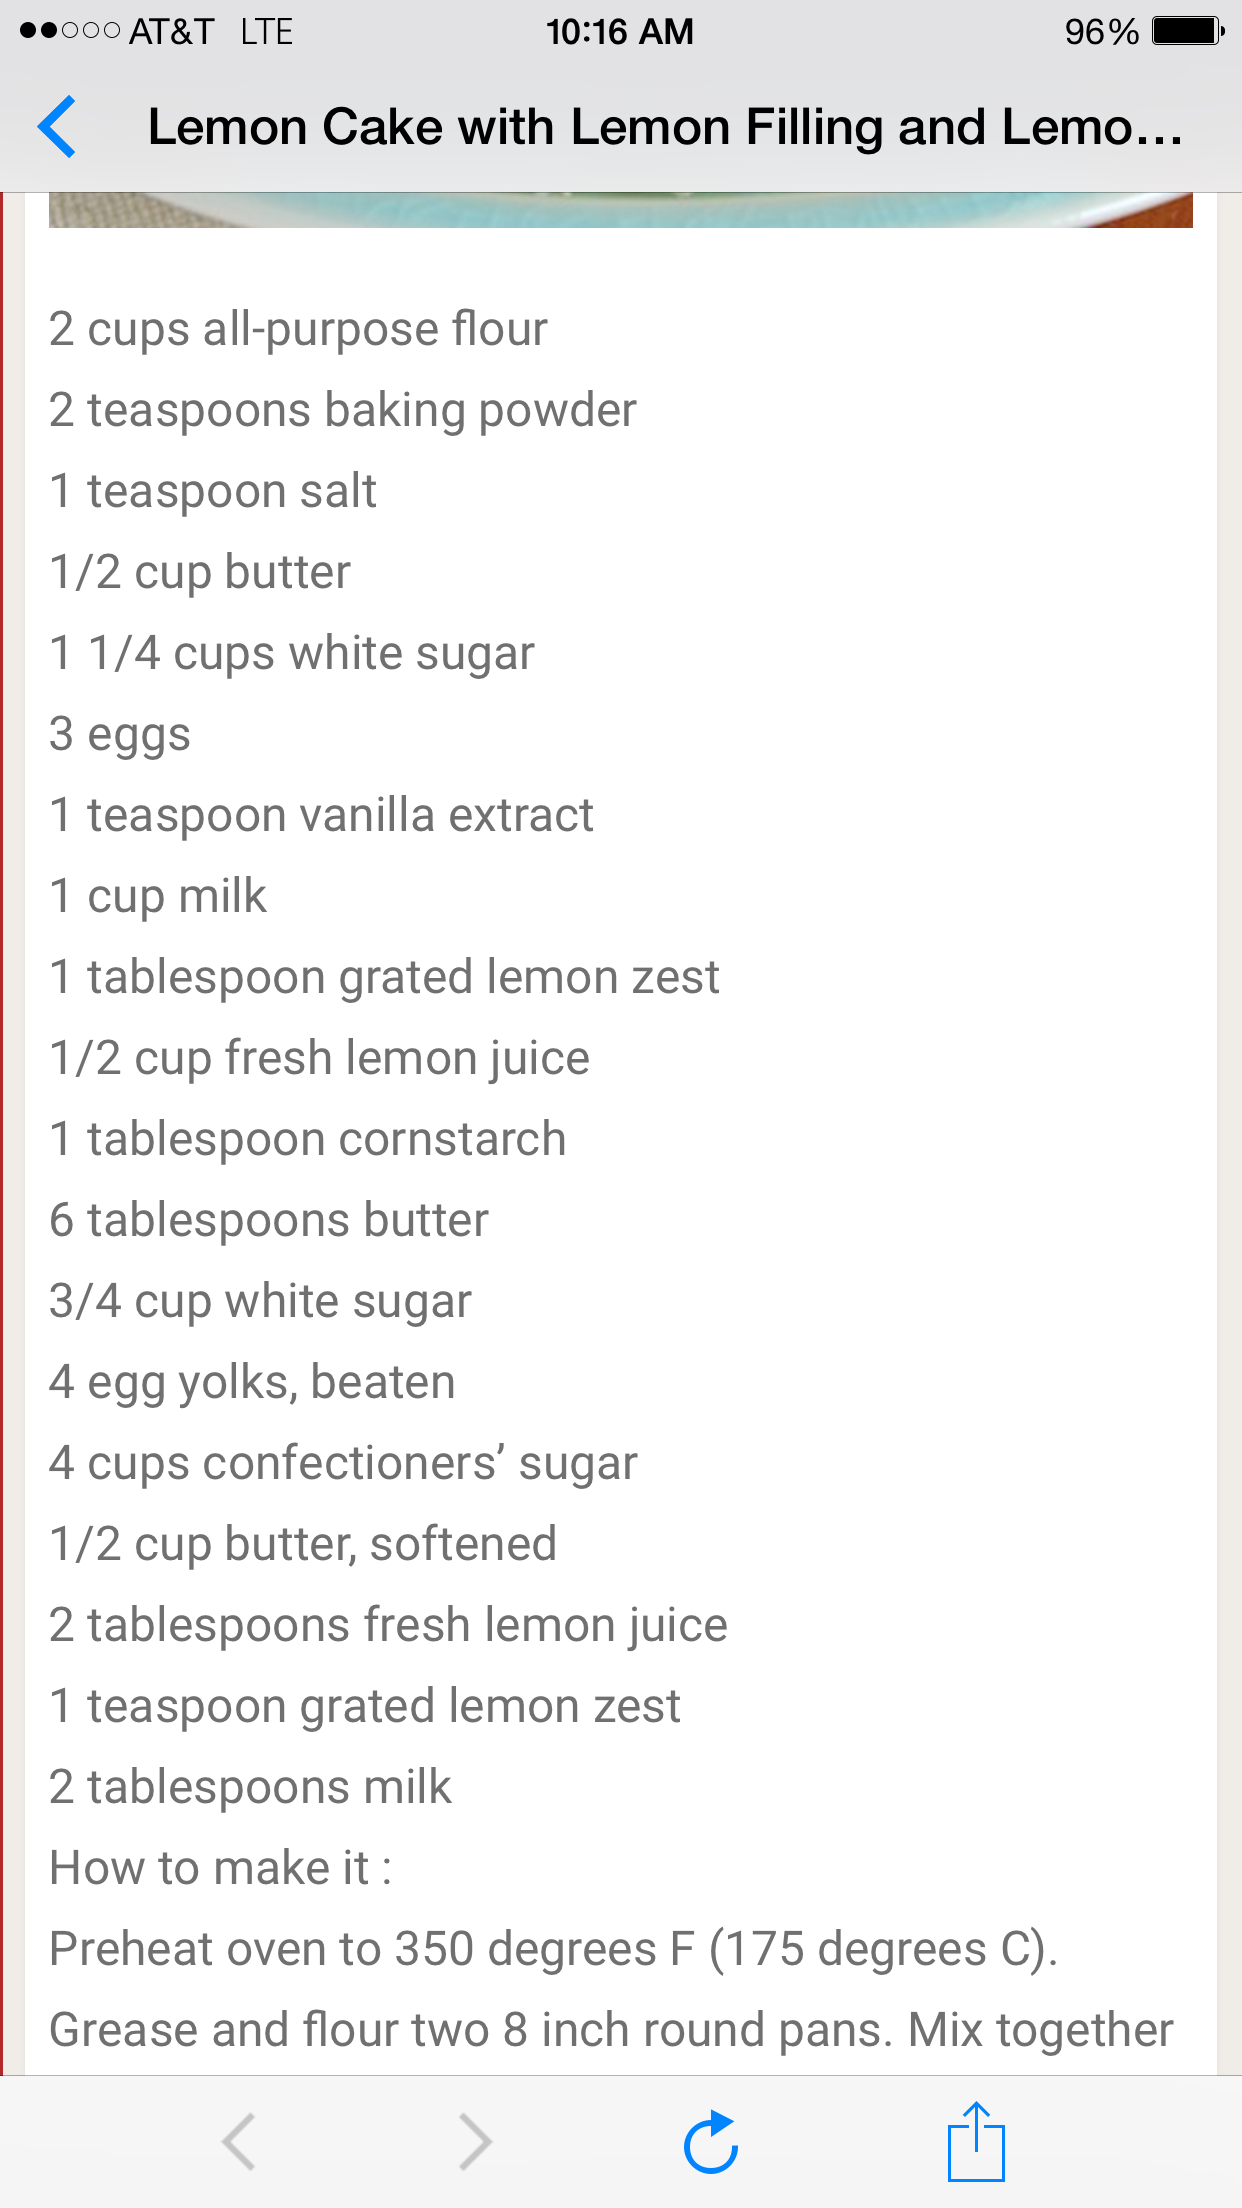 AT&T LTE 10:16 AM 96%
Lemon Cake with Lemon Filling and Lemo...
2 cups all-purpose flour
2 teaspoons baking powder
1 teaspoon salt
1/2 cup butter
1 1/4 cups white sugar
3 eggs
1 teaspoon vanilla extract
1 cup milk
1 tablespoon grated lemon zest
1/2 cup fresh lemon juice
1 tablespoon cornstarch
6 tablespoons butter
3/4 cup white sugar
4 egg yolks, beaten
4 cups confectioners’ sugar
1/2 cup butter, softened
2 tablespoons fresh lemon juice
1 teaspoon grated lemon zest
2 tablespoons milk
How to make it :
Preheat oven to 350 degrees F (175 degrees C).
Grease and flour two 8 inch round pans. Mix together